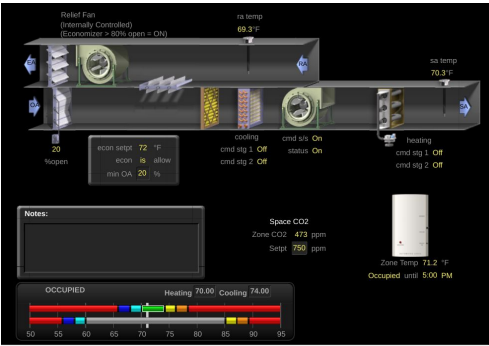 Relief Fan
(Internally Controlled)
(Economizer > 80% open = ON)
ra temp
69.3°F
sa temp
70.3°F
EA
RA
OA
SA
20
%open
econ setpt 72 °F
econ is allow
min OA 20 %
cooling
cmd stg 1 Off
cmd stg 2 Off
cmd s/s On
status On
heating
cmd stg 1 Off
cmd stg 2 Off
Notes:
Space CO2
Zone CO2 473 ppm
Setpt 750 ppm
Zone Temp 71.2 °F
Occupied until 5:00 PM
OCCUPIED Heating 70.00 Cooling 74.00
50 55 60 65 70 75 80 85 90 95